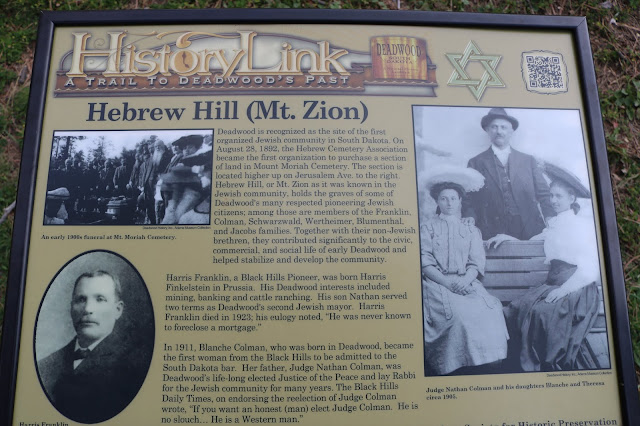 HistoryLink
A TRAIL TO DEADWOOD'S PAST
DEADWOOD
Hebrew Hill (Mt. Zion)
Deadwood is recognized as the site of the first
organized Jewish community in South Dakota. On
August 28, 1892, the Hebrew Cemetery Association
became the first organization to purchase a section
of land in Mount Moriah Cemetery. The section is
located higher up on Jerusalem Ave. to the right.
Hebrew Hill, or Mt. Zion as it was known in the
Jewish community, holds the graves of some of
Deadwood's many respected pioneering Jewish
citizens; among those are members of the Franklin,
Colman, Schwarzwald, Wertheimer, Blumenthal,
and Jacobs families. Together with their non-Jewish
brethren, they contributed significantly to the civic,
commercial, and social life of early Deadwood and
helped stabilize and develop the community.
An early 1900s funeral at Mt. Moriah Cemetery.
Harris Franklin, a Black Hills Pioneer, was born Harris
Finkelstein in Prussia. His Deadwood interests included
mining, banking and cattle ranching. His son Nathan served
two terms as Deadwood's second Jewish mayor. Harris
Franklin died in 1923; his eulogy noted, "He was never known
to foreclose a mortgage."
In 1911, Blanche Colman, who was born in Deadwood, became
the first woman from the Black Hills to be admitted to the
South Dakota bar. Her father, Judge Nathan Colman, was
Deadwood's life-long elected Justice of the Peace and lay Rabbi
for the Jewish community for many years. The Black Hills
Daily Times, on endorsing the reelection of Judge Colman
wrote, "If you want an honest (man) elect Judge Colman. He is
no slouch... He is a Western man."
Harris Franklin
Judge Nathan Colman and his daughters Blanche and Theresa
circa 1905.
Society for Historic Preservation